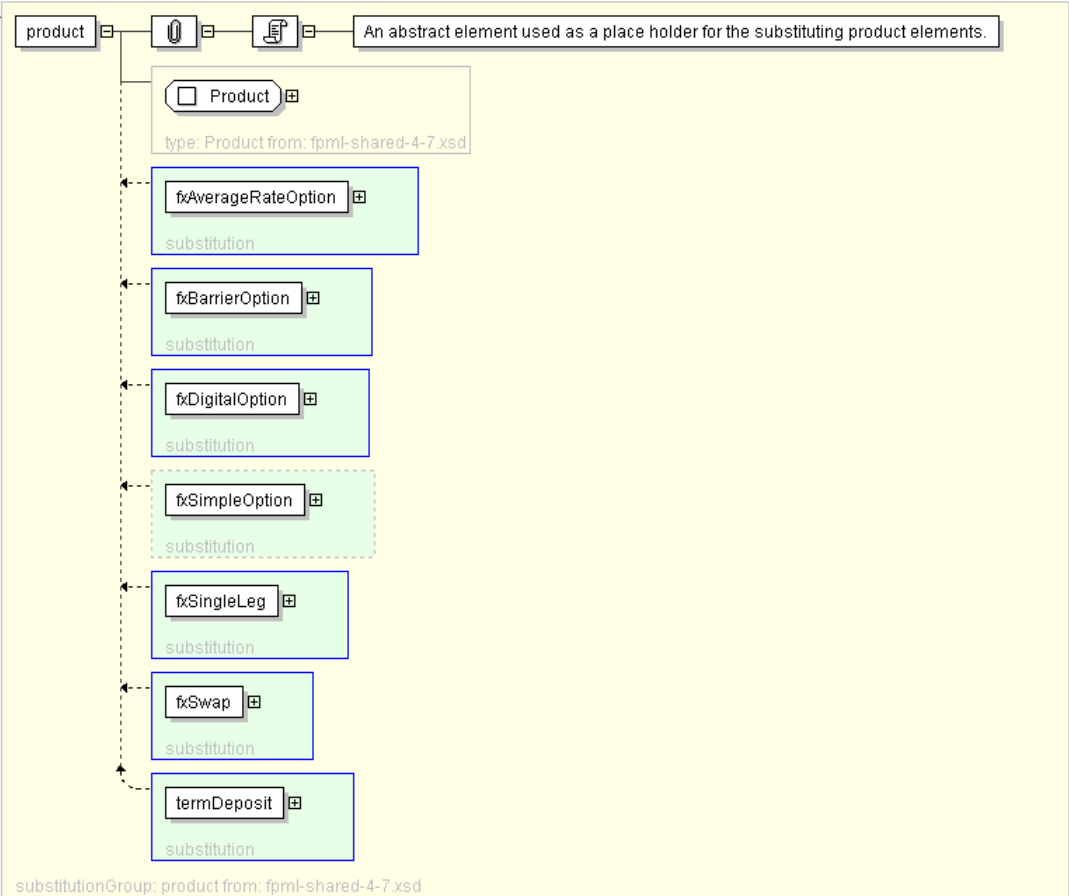 product
An abstract element used as a place holder for the substituting product elements.
Product
type: Product from: fpml-shared-4-7.xsd
fxAverageRateOption
substitution
fxBarrierOption
substitution
fxDigitalOption
substitution
fxSimpleOption
substitution
fxSingleLeg
substitution
fxSwap
substitution
termDeposit
substitution
substitutionGroup: product from: fpml-shared-4-7.xsd